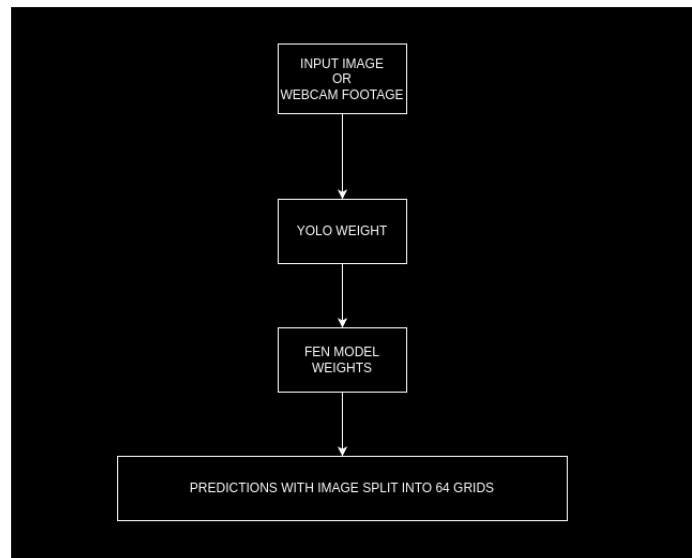 INPUT IMAGE
OR
WEBCAM FOOTAGE
YOLO WEIGHT
FEN MODEL
WEIGHTS
PREDICTIONS WITH IMAGE SPLIT INTO 64 GRIDS